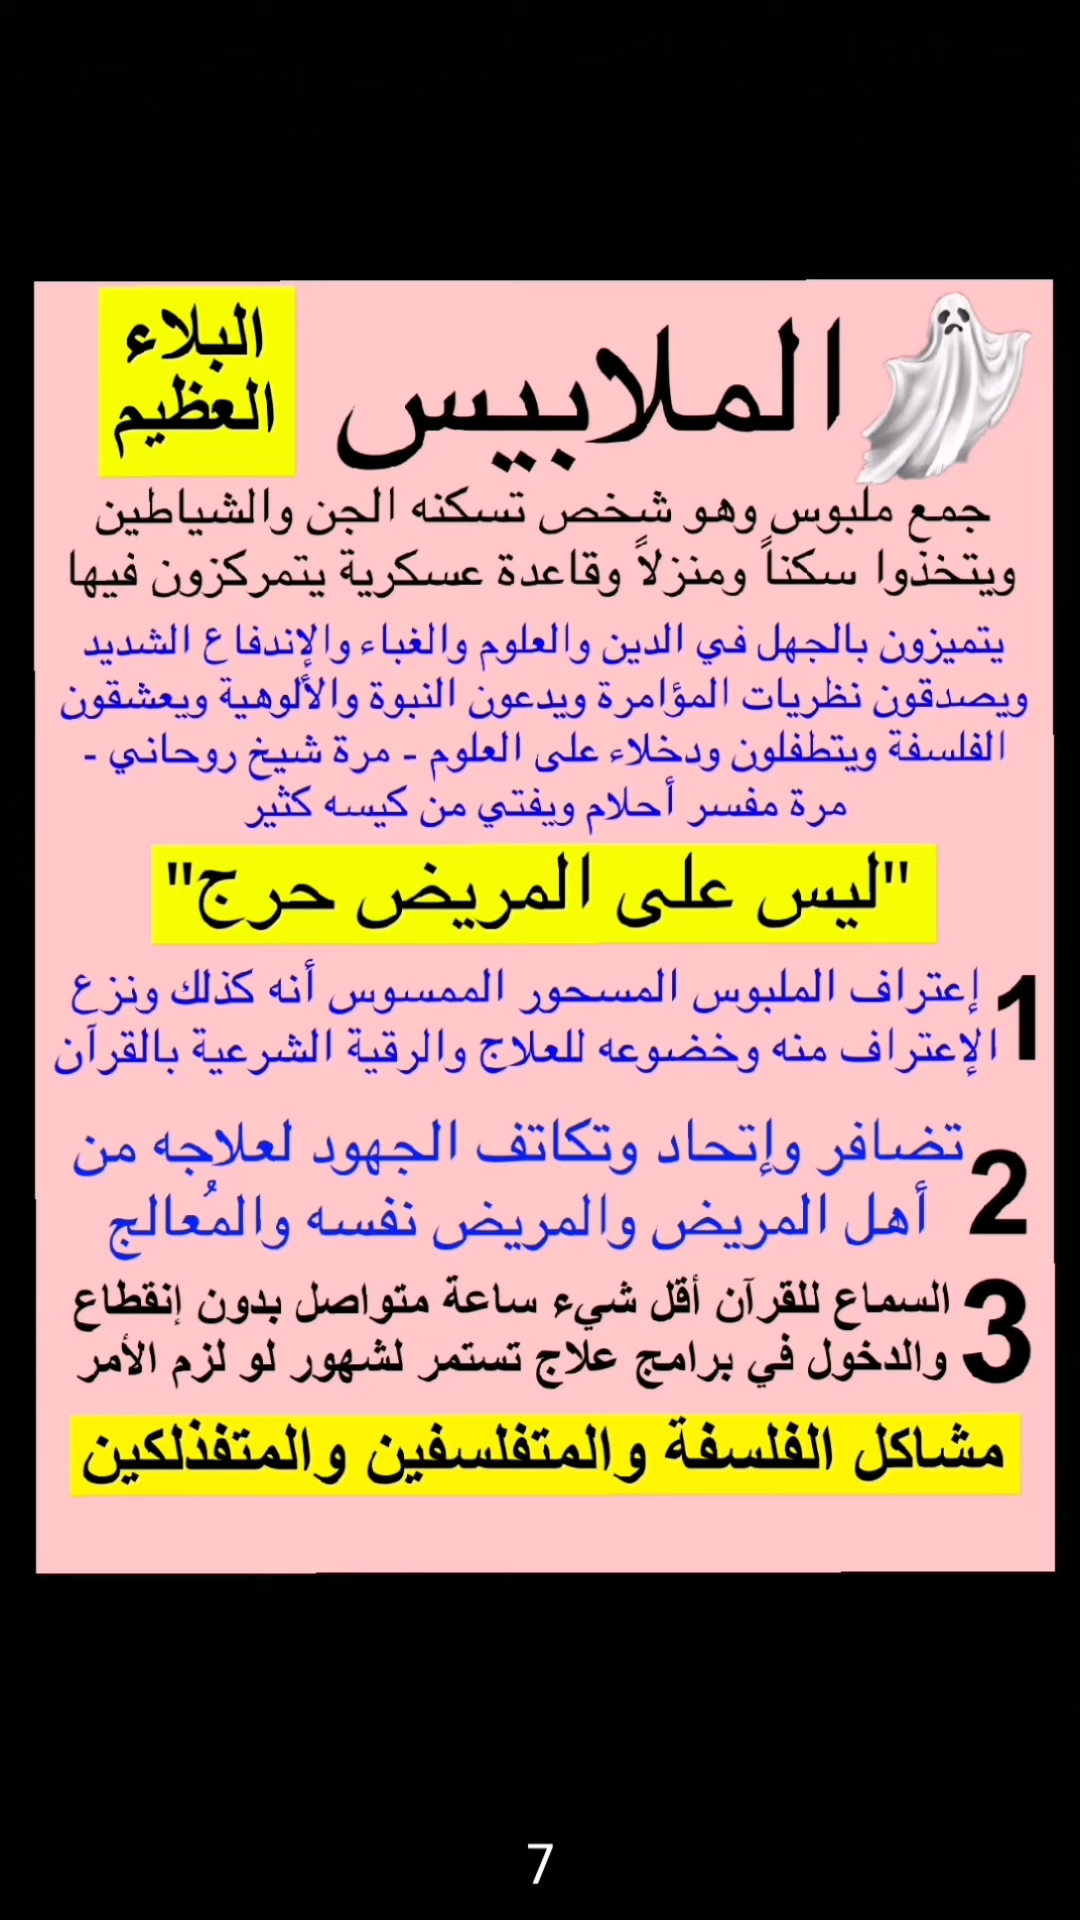 الملابيس
البلاء
العظيم
جمع ملبوس وهو شخص تسكنه الجن والشياطين
ويتخذوا سكناً ومنزلاً وقاعدة عسكرية يتمركزون فيها
يتميزون بالجهل في الدين والعلوم والغباء والإندفاع الشديد
ويصدقون نظريات المؤامرة ويدعون النبوة والألوهية ويعشقون
الفلسفة ويتطفلون ودخلاء على العلوم - مرة شيخ روحاني -
مرة مفسر أحلام ويفتي من كيسه كثير
"ليس على المريض حرج"
1 إعتراف الملبوس المسحور الممسوس أنه كذلك ونزع
الإعتراف منه وخضوعه للعلاج والرقية الشرعية بالقرآن
2 تضافر وإتحاد وتكاتف الجهود لعلاجه من
أهل المريض والمريض نفسه والمُعالج
3 السماع للقرآن أقل شيء ساعة متواصل بدون إنقطاع
والدخول في برامج علاج تستمر لشهور لو لزم الأمر
مشاكل الفلسفة والمتفلسفين والمتفذلكين
7